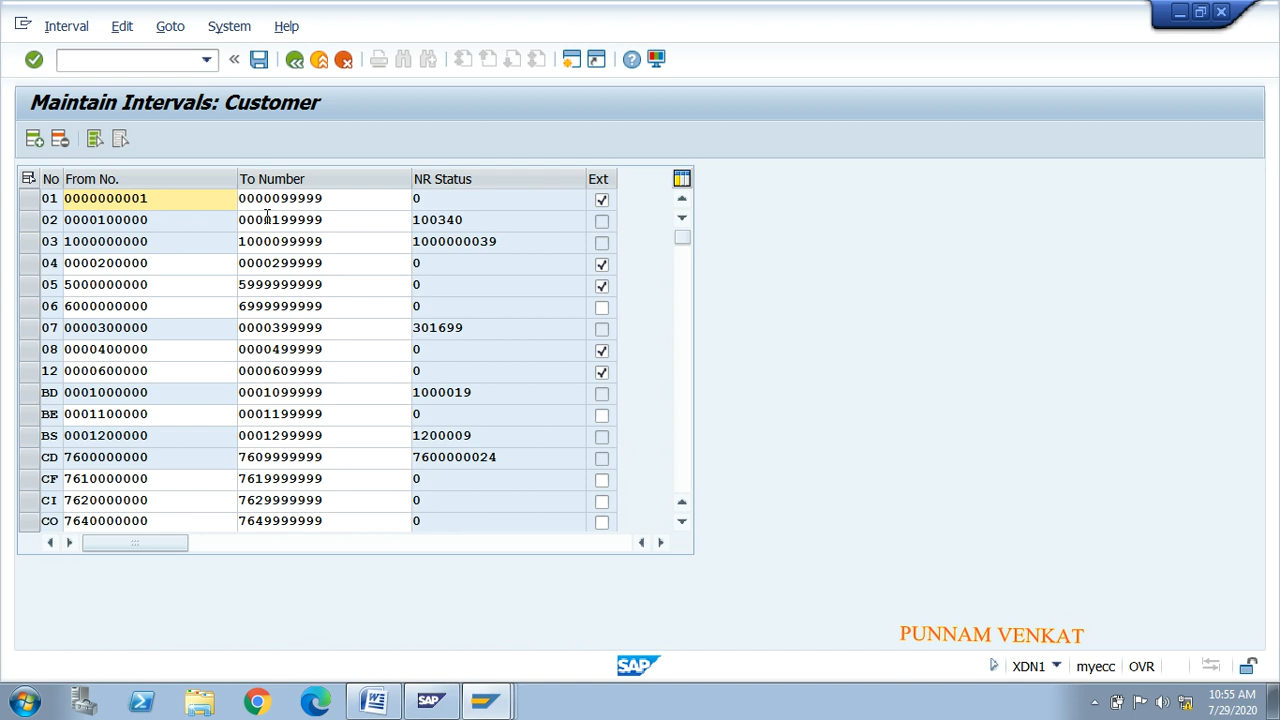 Interval Edit Goto System Help
Maintain Intervals: Customer
No From No. To Number NR Status Ext
01 0000000001 0000099999 0
02 0000100000 0000199999 100340
03 1000000000 1000099999 1000000039
04 0000200000 0000299999 0
05 5000000000 5999999999 0
06 6000000000 6999999999 0
07 0000300000 0000399999 301699
08 0000400000 0000499999 0
12 0000600000 0000609999 0
BD 0001000000 0001099999 1000019
BE 0001100000 0001199999 0
BS 0001200000 0001299999 1200009
CD 7600000000 7609999999 7600000024
CF 7610000000 7619999999 0
CI 7620000000 7629999999 0
CO 7640000000 7649999999 0
PUNNAM VENKAT
SAP XDN1 myecc OVR
SAP
10:55 AM
7/29/2020